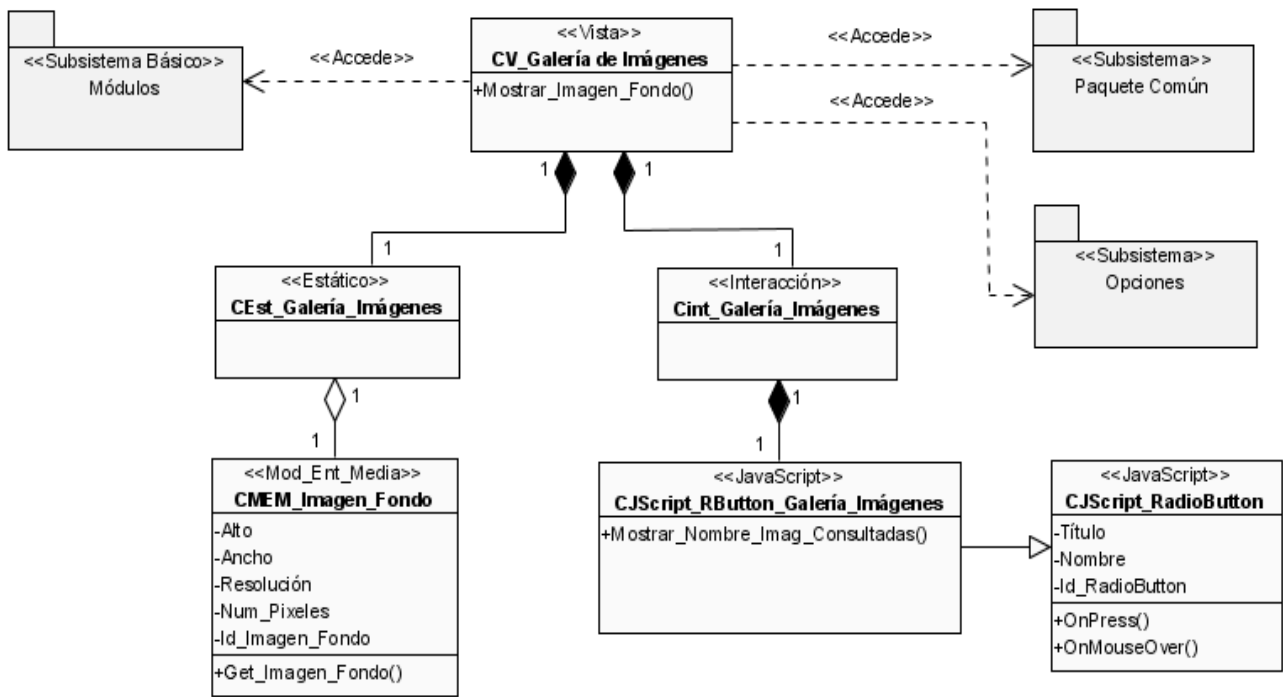 <<Subsistema Básico>>
Módulos
<<Accede>>
<<Vista>>
CV_Galería de Imágenes
+Mostrar_Imagen_Fondo()
<<Accede>>
<<Accede>>
<<Subsistema>>
Paquete Común
<<Subsistema>>
Opciones
1
1
1
1
<<Estático>>
CEst_Galería_Imágenes
<<Interacción>>
Cint_Galería_Imágenes
1
1
1
1
<<Mod_Ent_Media>>
CMEM_Imagen_Fondo
-Alto
-Ancho
-Resolución
-Num_Pixeles
-Id_Imagen_Fondo
+Get_Imagen_Fondo()
<<JavaScript>>
CJScript_RButton_Galería_Imágenes
+Mostrar_Nombre_Imag_Consultadas()
<<JavaScript>>
CJScript_RadioButton
-Título
-Nombre
-Id_RadioButton
+OnPress()
+OnMouseOver()